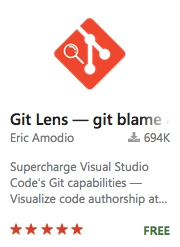 Git Lens — git blame a
Eric Amodio 694K
Supercharge Visual Studio
Code's Git capabilities —
Visualize code authorship at...
FREE